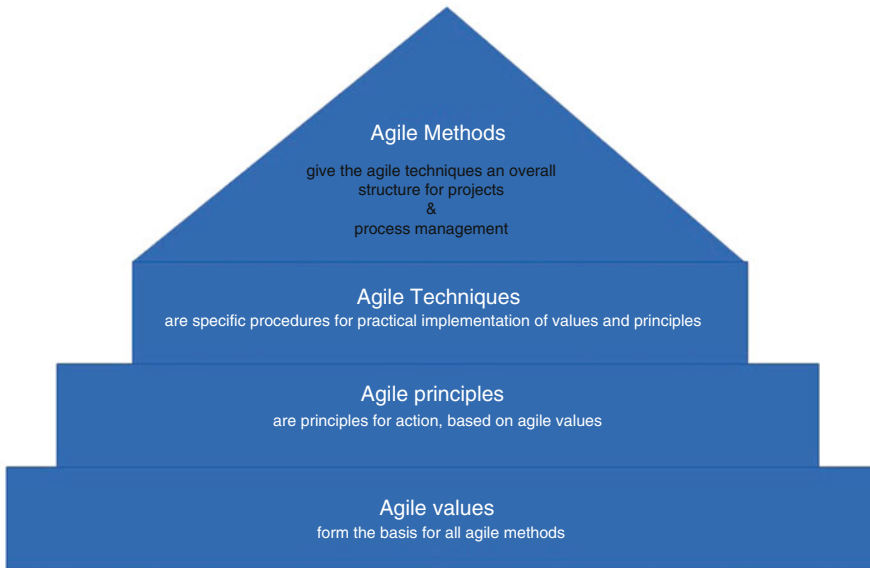 Agile Methods
give the agile techniques an overall
structure for projects
&
process management
Agile Techniques
are specific procedures for practical implementation of values and principles
Agile principles
are principles for action, based on agile values
Agile values
form the basis for all agile methods